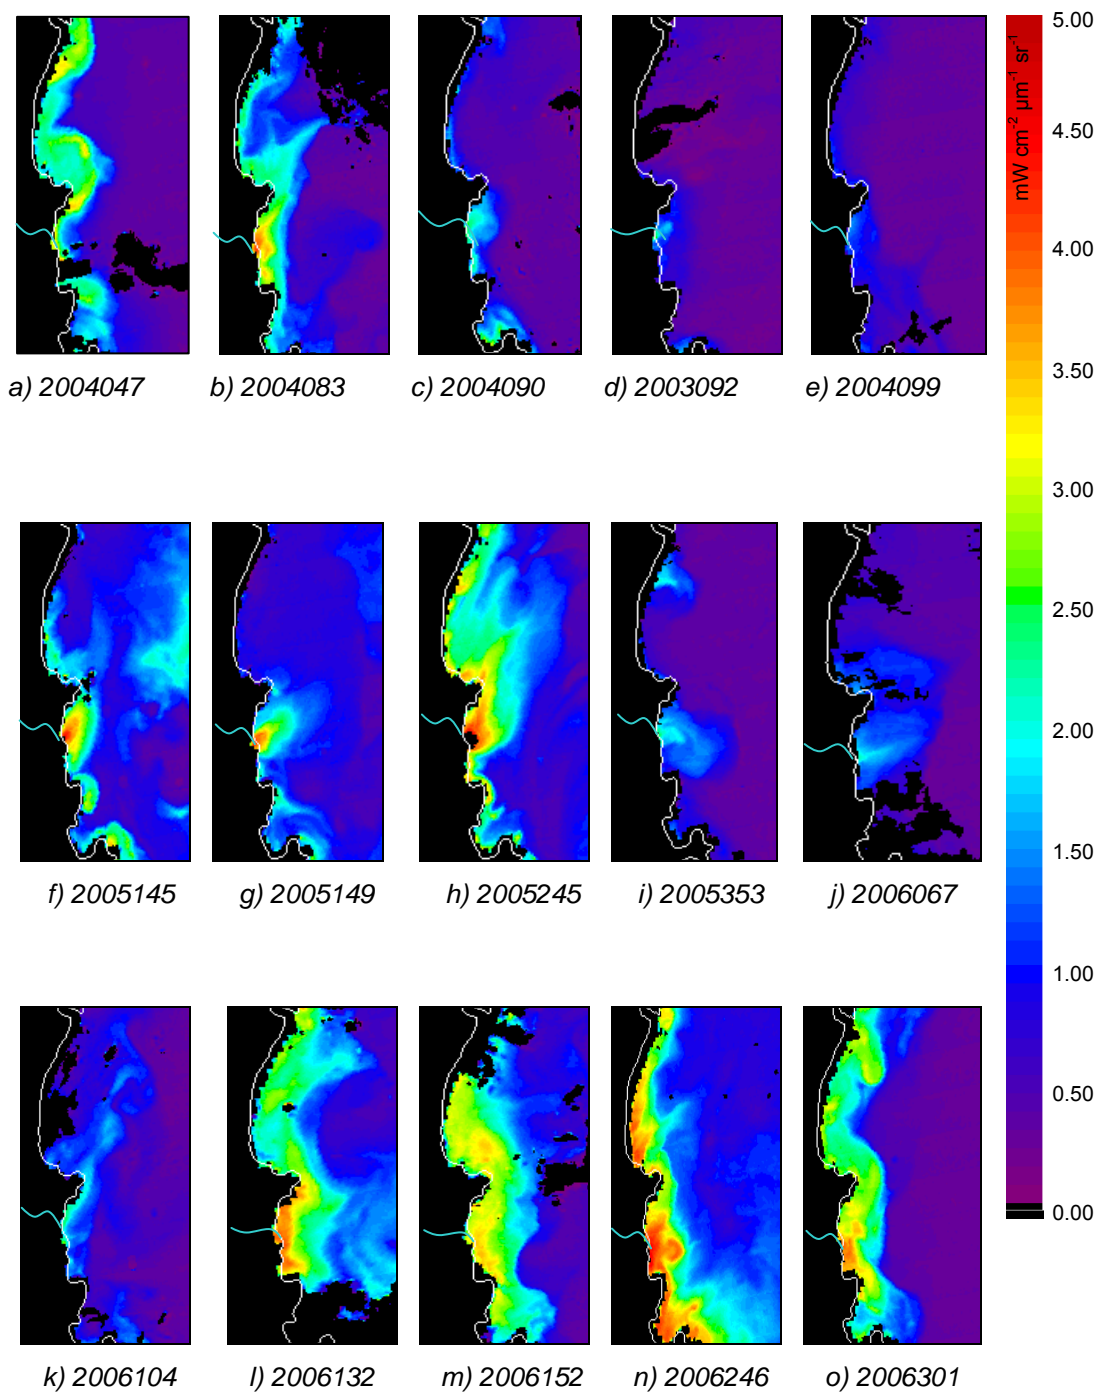 5.00
mW cm-2 µm-1 sr-1
4.50
4.00
3.50
3.00
2.50
2.00
1.50
1.00
0.50
0.00
a) 2004047
b) 2004083
c) 2004090
d) 2003092
e) 2004099
f) 2005145
g) 2005149
h) 2005245
i) 2005353
j) 2006067
k) 2006104
l) 2006132
m) 2006152
n) 2006246
o) 2006301